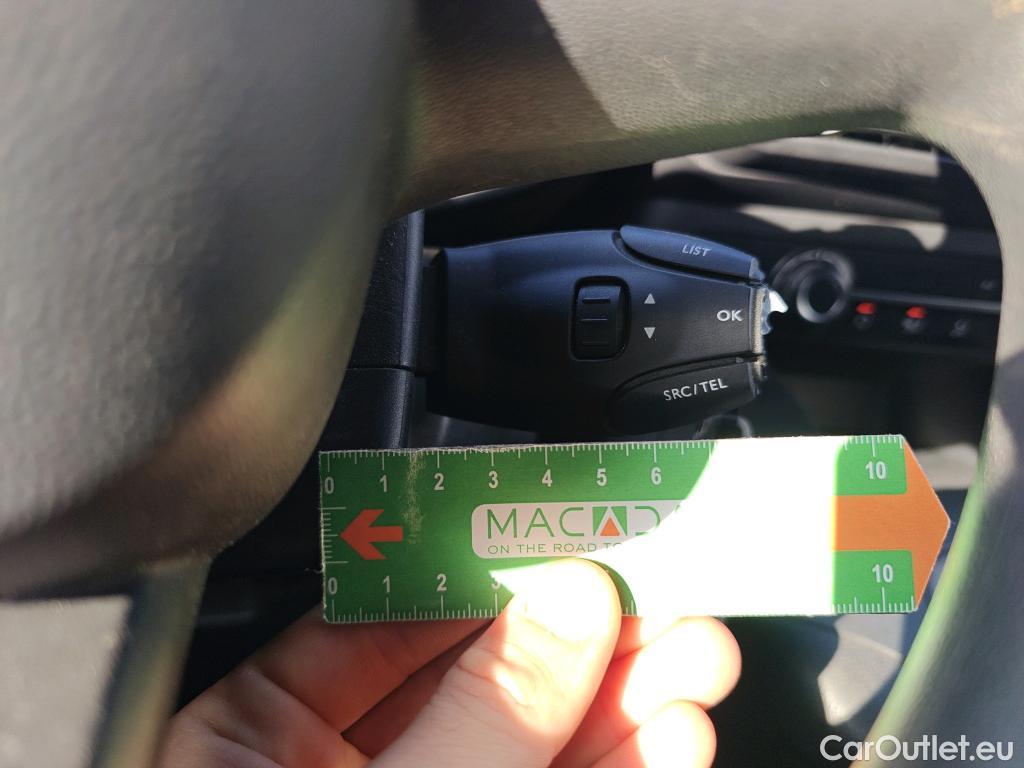 LIST
OK
SRC/TEL
0 1 2 3 4 5 6 10
MAC
ON THE ROAD
0 1 2 3 10
CarOutlet.eu